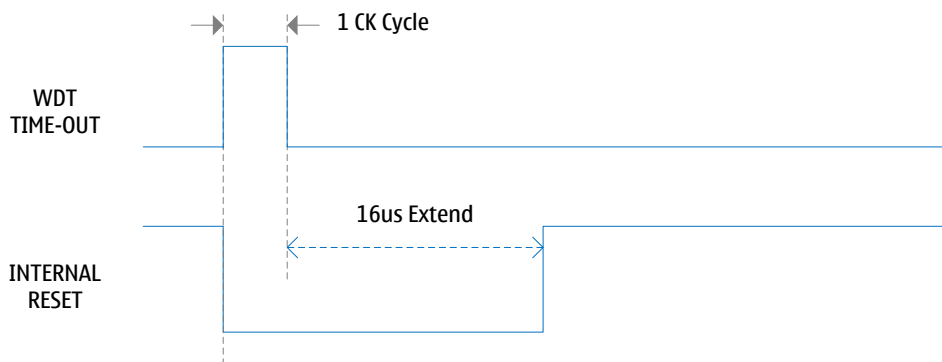 1 CK Cycle
WDT
TIME-OUT
16us Extend
INTERNAL
RESET